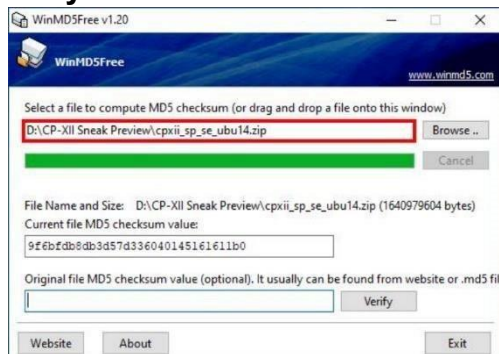 WinMD5Free v1.20
WinMD5Free
www.winmd5.com
Select a file to compute MD5 checksum (or drag and drop a file onto this window)
D:\CP-XII Sneak Preview\cpxii_sp_se_ubu14.zip
Browse ..
Cancel
File Name and Size: D:\CP-XII Sneak Preview\cpxii_sp_se_ubu14.zip (1640979604 bytes)
Current file MD5 checksum value:
9f6bfdb8db3d57d336040145161611b0
Original file MD5 checksum value (optional). It usually can be found from website or .md5 fil
Verify
Website About Exit